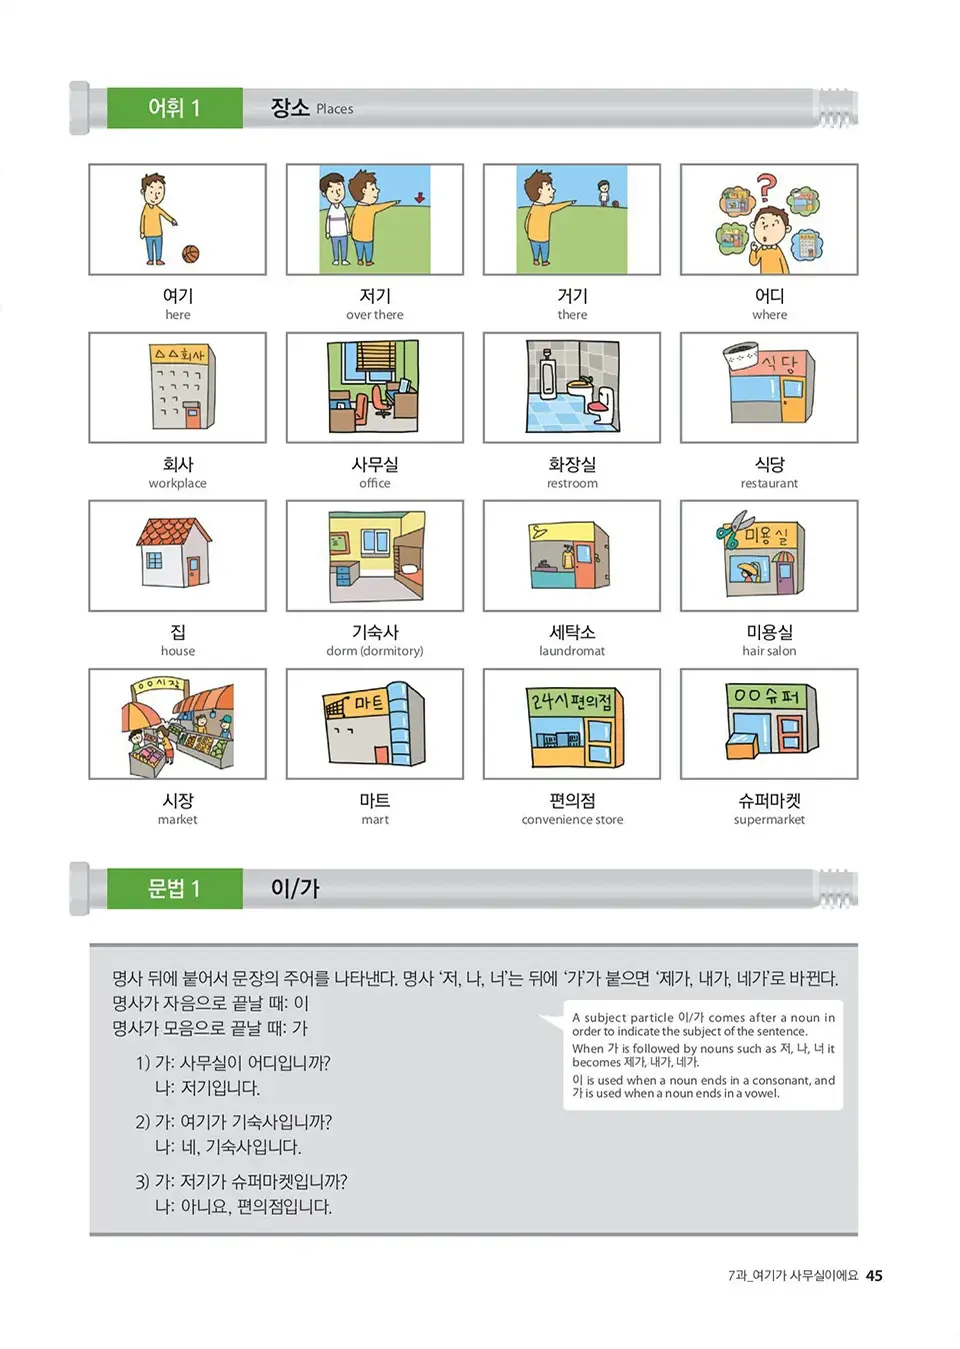 어휘 1 장소 Places
여기 저기 거기 어디
here over there there where
△△회사 식당
회사 사무실 화장실 식당
workplace office restroom restaurant
미용실
집 기숙사 세탁소 미용실
house dorm (dormitory) laundromat hair salon
○○시장 마트 24시편의점 ○○슈퍼
시장 마트 편의점 슈퍼마켓
market mart convenience store supermarket
문법 1 이/가
명사 뒤에 붙어서 문장의 주어를 나타낸다. 명사 ‘저, 나, 너’는 뒤에 ‘가’가 붙으면 ‘제가, 내가, 네가’로 바뀐다.
명사가 자음으로 끝날 때: 이
명사가 모음으로 끝날 때: 가
A subject particle 이/가 comes after a noun in
order to indicate the subject of the sentence.
When 가 is followed by nouns such as 저, 나, 너 it
becomes 제가, 내가, 네가.
이 is used when a noun ends in a consonant, and
가 is used when a noun ends in a vowel.
1) 가: 사무실이 어디입니까?
나: 저기입니다.
2) 가: 여기가 기숙사입니까?
나: 네, 기숙사입니다.
3) 가: 저기가 슈퍼마켓입니까?
나: 아니요, 편의점입니다.
7과_여기가 사무실이에요 45